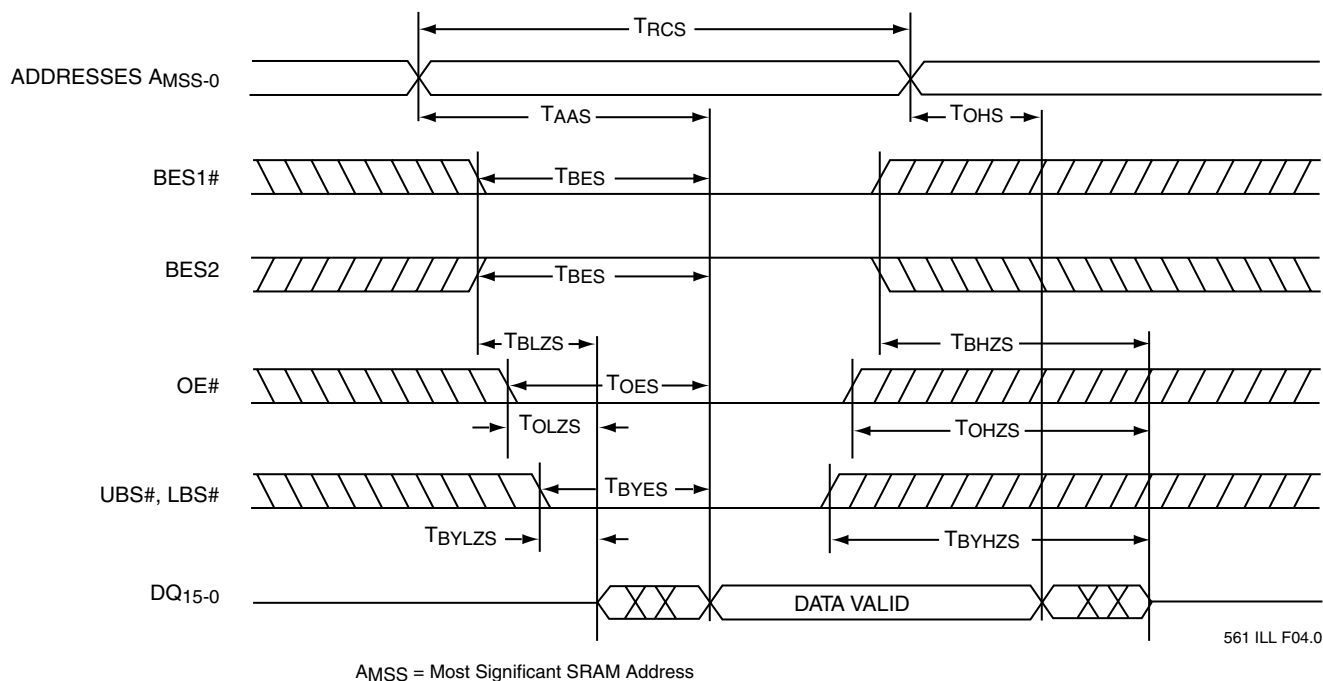 TRCS
ADDRESSES AMSS-0
TAAS
TOHS
BES1#
TBES
BES2
TBES
TBLZS
TBHZS
OE#
TOES
TOLZS
TOHZS
UBS#, LBS#
TBYES
TBYLZS
TBYHZS
DQ15-0
DATA VALID
561 ILL F04.0
AMSS = Most Significant SRAM Address